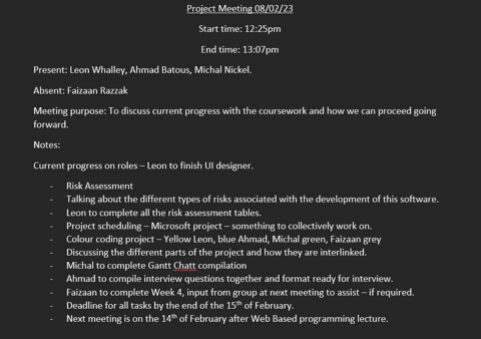 Project Meeting 08/02/23
Start time: 12:25pm
End time: 13:07pm
Present: Leon Whalley, Ahmad Batous, Michal Nickel.
Absent: Faizaan Razzak
Meeting purpose: To discuss current progress with the coursework and how we can proceed going
forward.
Notes:
Current progress on roles – Leon to finish UI designer.
- Risk Assessment
- Talking about the different types of risks associated with the development of this software.
- Leon to complete all the risk assessment tables.
- Project scheduling – Microsoft project – something to collectively work on.
- Colour coding project – Yellow Leon, blue Ahmad, Michal green, Faizaan grey
- Discussing the different parts of the project and how they are interlinked.
- Michal to complete Gantt Chatt compilation
- Ahmad to compile interview questions together and format ready for interview.
- Faizaan to complete Week 4, input from group at next meeting to assist – if required.
- Deadline for all tasks by the end of the 15th of February.
- Next meeting is on the 14th of February after Web Based programming lecture.